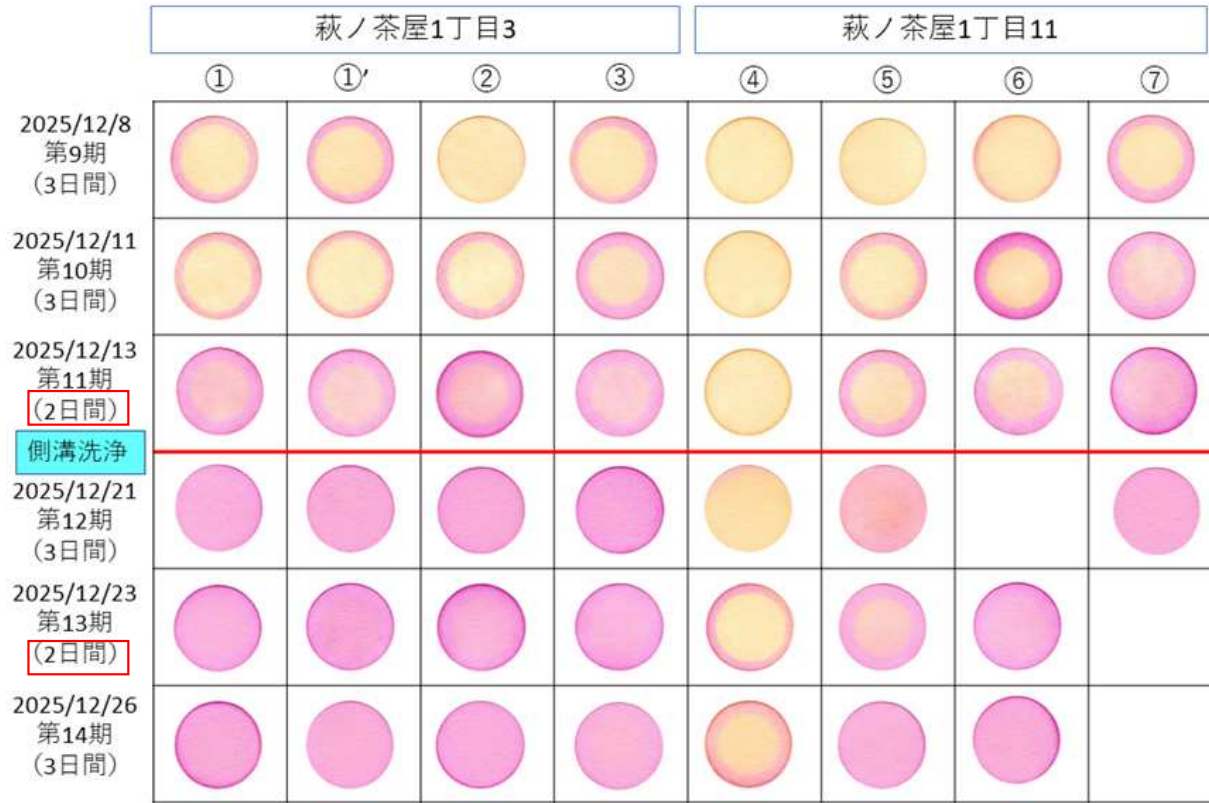 萩ノ茶屋1丁目3
萩ノ茶屋1丁目11
① ①′ ② ③ ④ ⑤ ⑥ ⑦
2025/12/8
第9期
（3日間）
2025/12/11
第10期
（3日間）
2025/12/13
第11期
（2日間）
側溝洗浄
2025/12/21
第12期
（3日間）
2025/12/23
第13期
（2日間）
2025/12/26
第14期
（3日間）